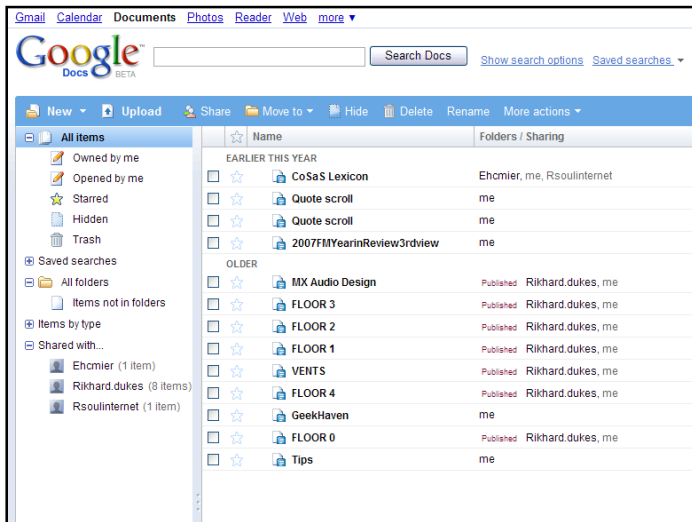 Gmail Calendar Documents Photos Reader Web more ▼
Google™
Docs BETA
Search Docs
Show search options Saved searches
New Upload Share Move to Hide Delete Rename More actions
All items
Owned by me
Opened by me
Starred
Hidden
Trash
Saved searches
All folders
Items not in folders
Items by type
Shared with...
Ehcmier (1 item)
Rikhard.dukes (8 items)
Rsoulinternet (1 item)
Name Folders / Sharing
EARLIER THIS YEAR
CoSaS Lexicon Ehcmier, me, Rsoulinternet
Quote scroll me
Quote scroll me
2007FMYearinReview3rdview me
OLDER
MX Audio Design Published Rikhard.dukes, me
FLOOR 3 Published Rikhard.dukes, me
FLOOR 2 Published Rikhard.dukes, me
FLOOR 1 Published Rikhard.dukes, me
VENTS Published Rikhard.dukes, me
FLOOR 4 Published Rikhard.dukes, me
GeekHaven me
FLOOR 0 Published Rikhard.dukes, me
Tips me